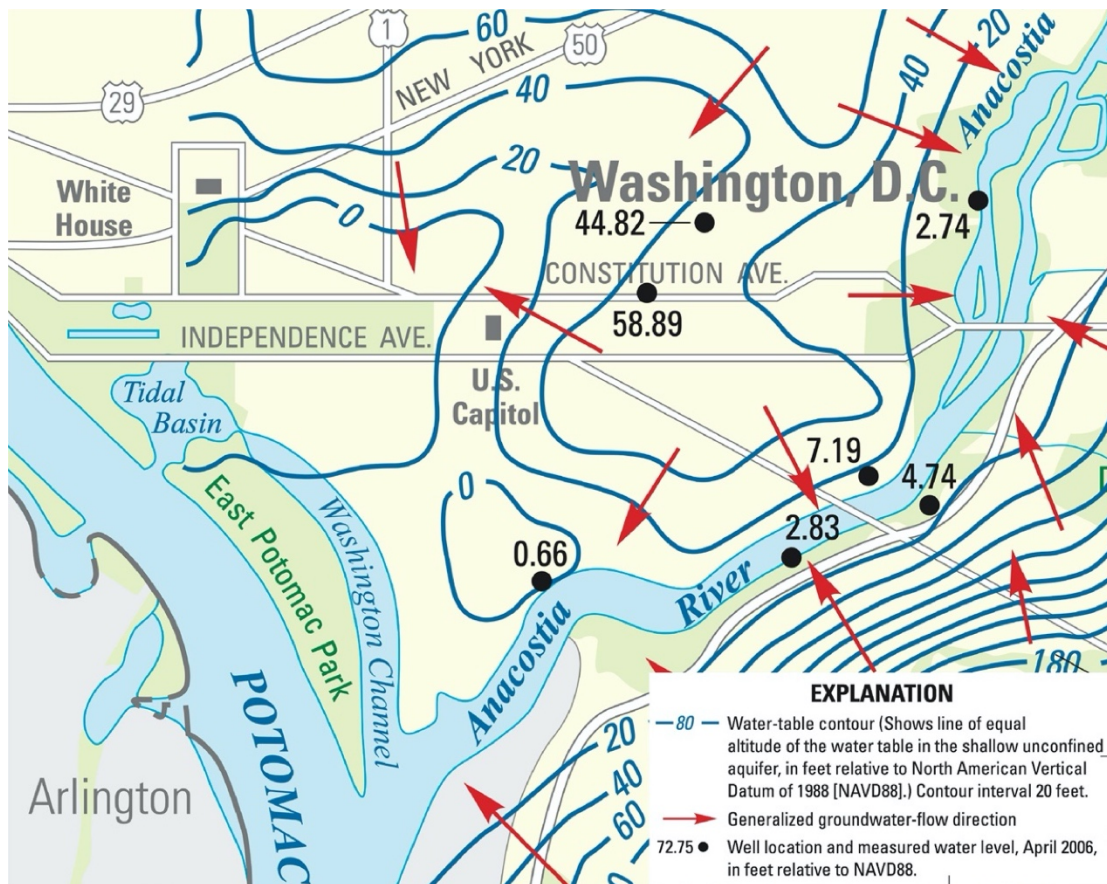 60
1
50
NEW YORK
20
Anacostia
29
40
40
20
White
House
0
Washington, D.C.
44.82
2.74
CONSTITUTION AVE.
58.89
INDEPENDENCE AVE.
U.S.
Capitol
Tidal
Basin
7.19
4.74
0
East Potomac Park
Washington Channel
0.66
2.83
River
Anacostia
180
POTOMAC
Arlington
20
40
60
EXPLANATION
80 Water-table contour (Shows line of equal
altitude of the water table in the shallow unconfined
aquifer, in feet relative to North American Vertical
Datum of 1988 [NAVD88].) Contour interval 20 feet.
Generalized groundwater-flow direction
72.75 Well location and measured water level, April 2006,
in feet relative to NAVD88.